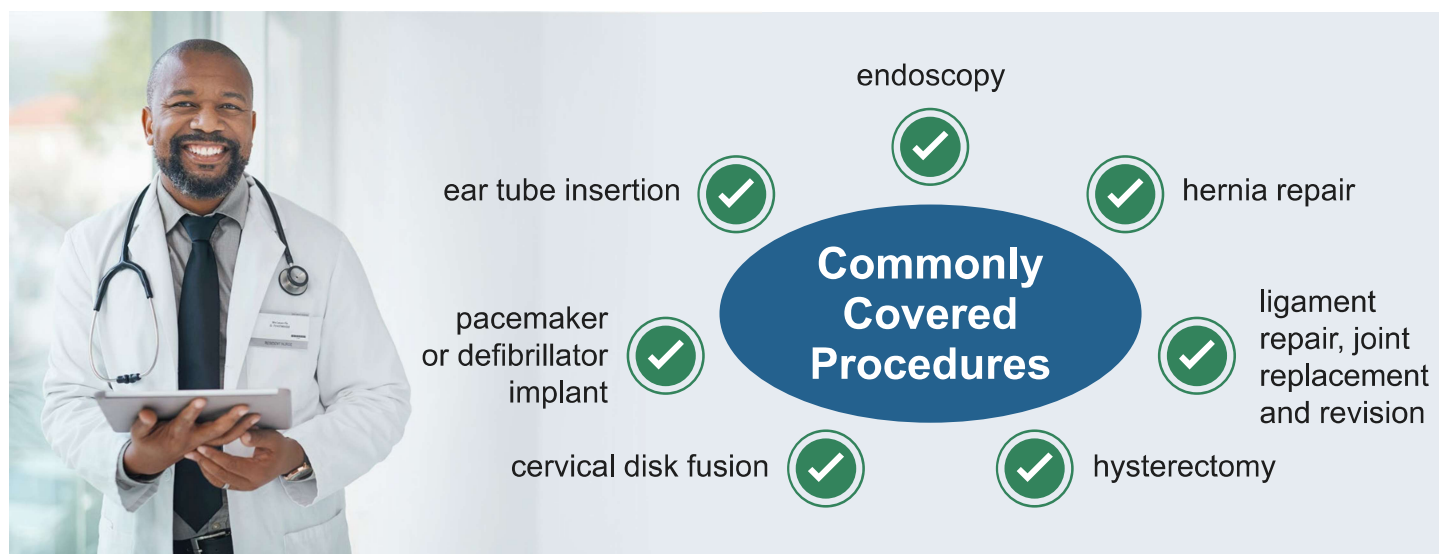 endoscopy
ear tube insertion
hernia repair
Commonly
Covered
Procedures
pacemaker
or defibrillator
implant
ligament
repair, joint
replacement
and revision
cervical disk fusion
hysterectomy